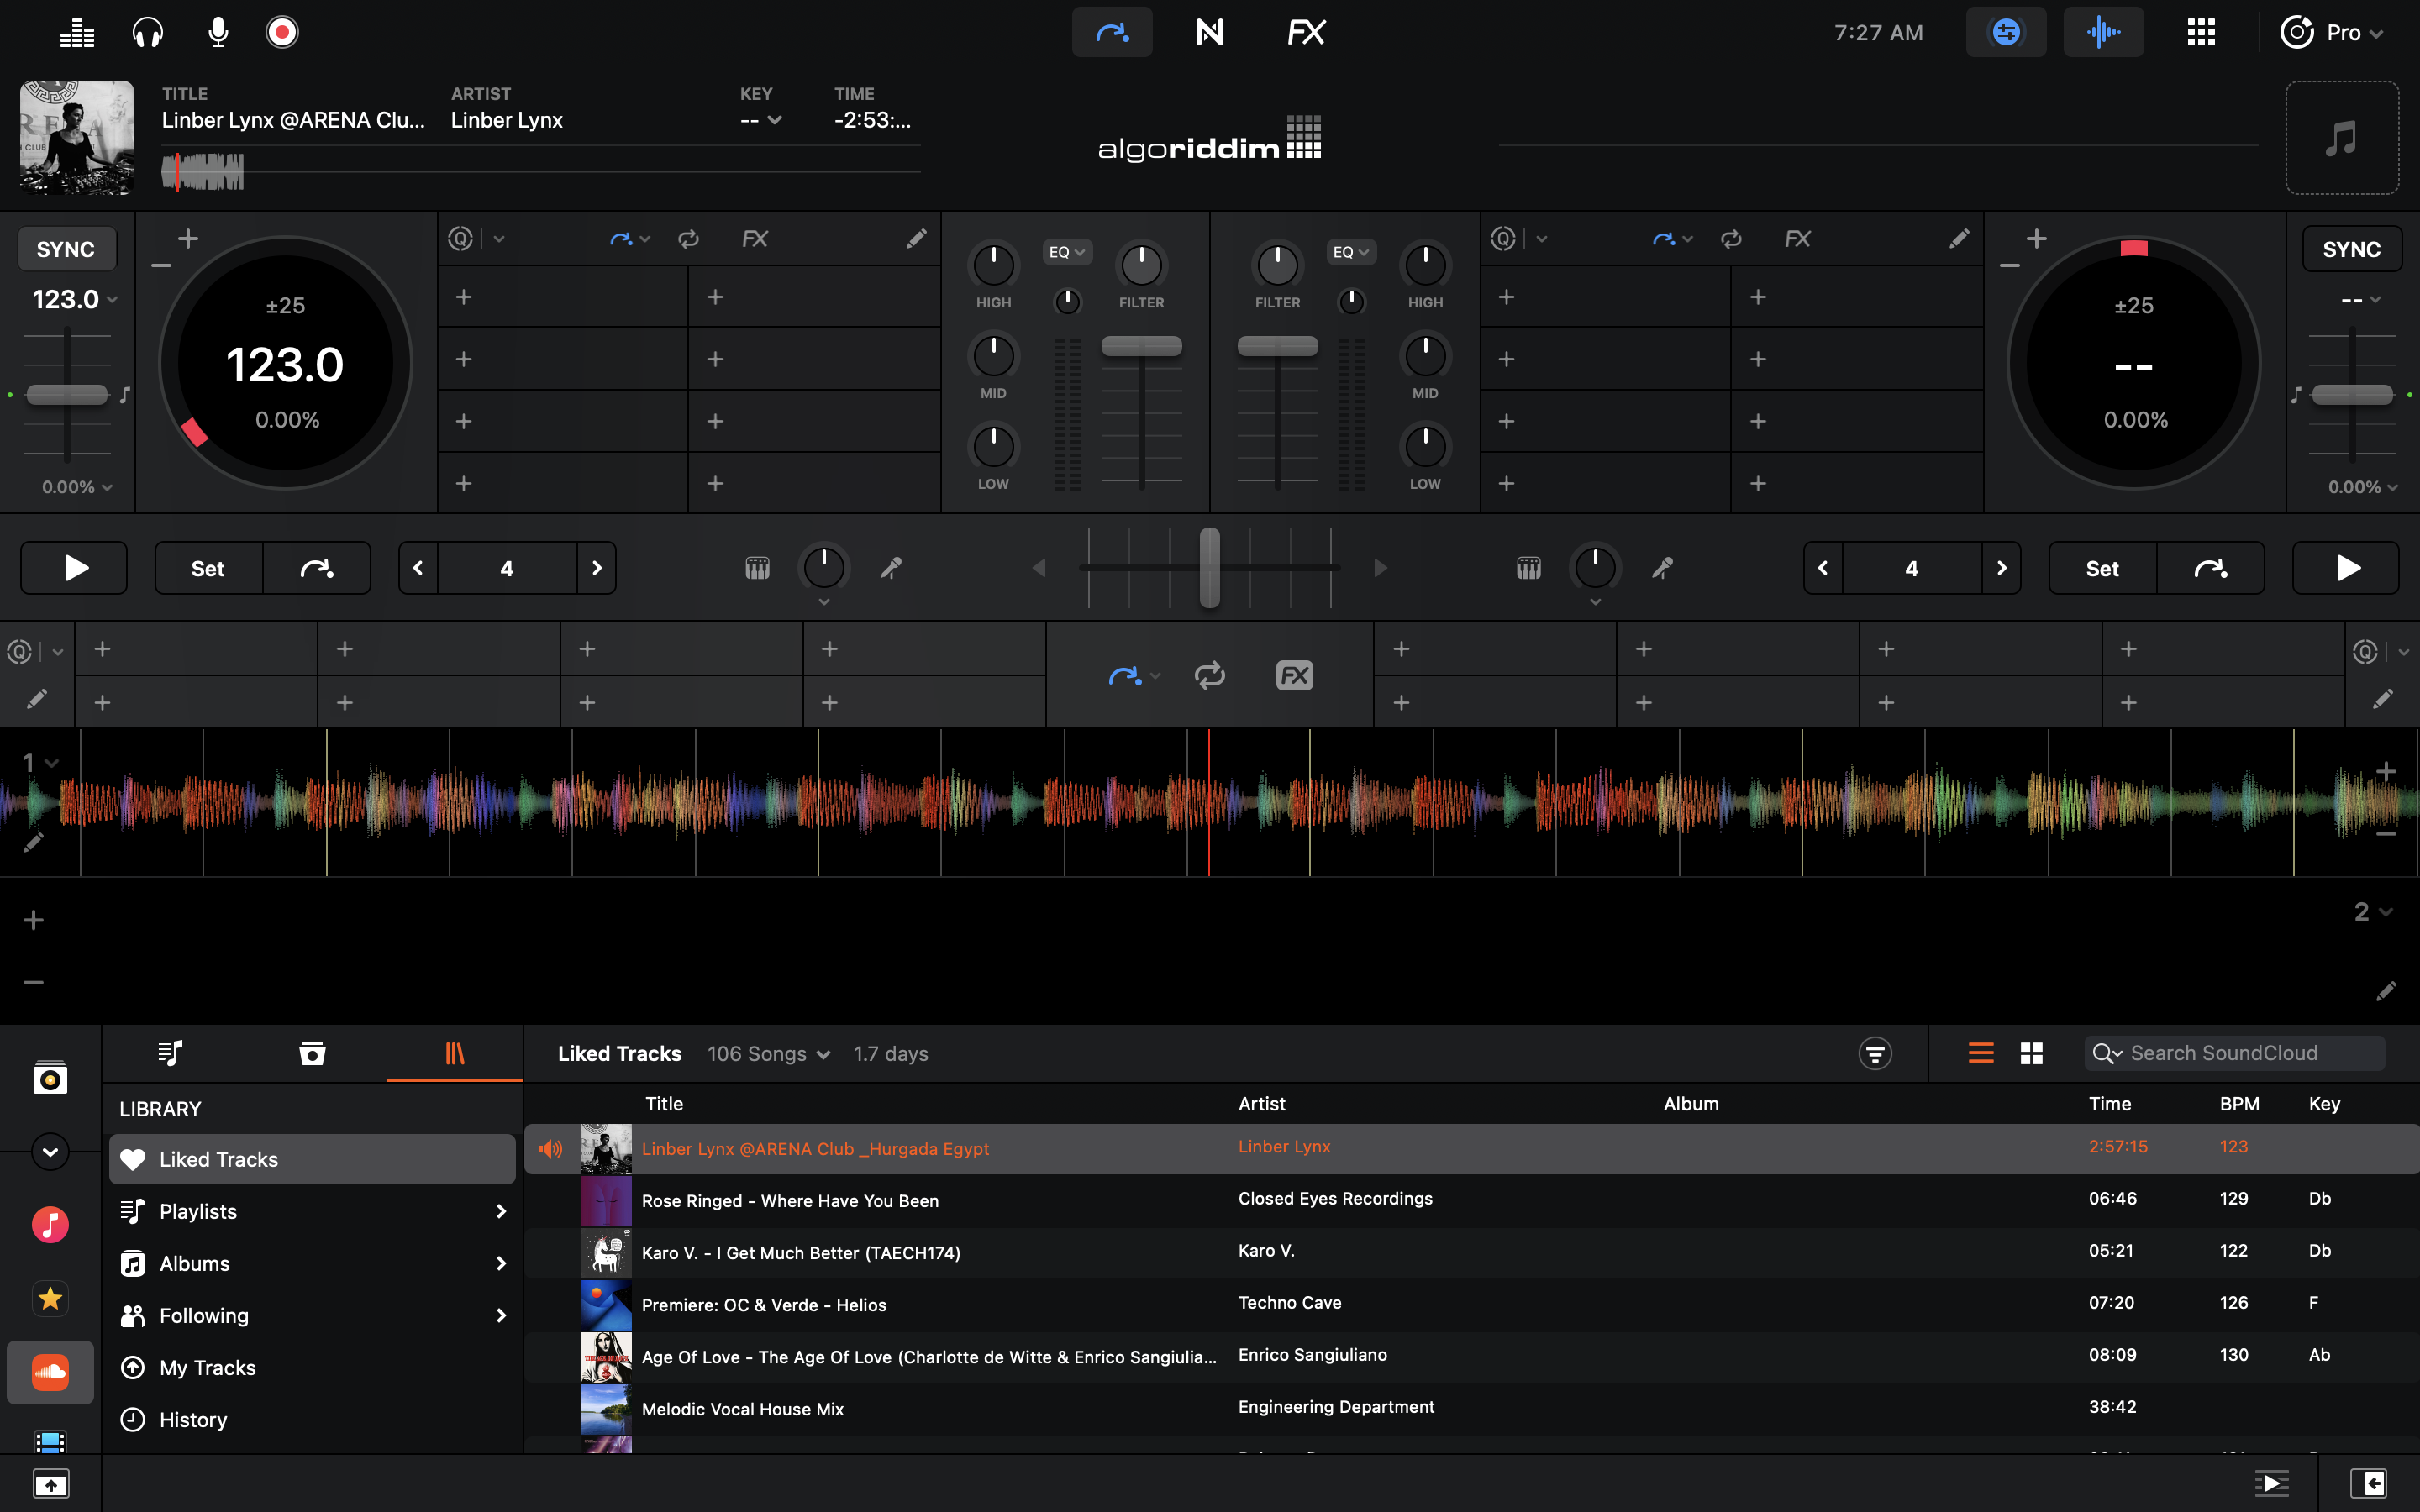 FX
7:27 AM
Pro
TITLE
Linber Lynx @ARENA Clu...
ARTIST
Linber Lynx
KEY
--
TIME
-2:53:...
algoriddim
SYNC
123.0
0.00%
±25
123.0
0.00%
Q
FX
EQ
HIGH
FILTER
MID
LOW
EQ
FILTER
HIGH
MID
LOW
Q
FX
±25
--
0.00%
SYNC
--
0.00%
Set
4
4
Set
Q
FX
Q
1
2
Liked Tracks
106 Songs
1.7 days
Search SoundCloud
LIBRARY
Liked Tracks
Playlists
Albums
Following
My Tracks
History
Title Artist Album Time BPM Key
Linber Lynx @ARENA Club _Hurgada Egypt Linber Lynx 2:57:15 123
Rose Ringed - Where Have You Been Closed Eyes Recordings 06:46 129 Db
Karo V. - I Get Much Better (TAECH174) Karo V. 05:21 122 Db
Premiere: OC & Verde - Helios Techno Cave 07:20 126 F
Age Of Love - The Age Of Love (Charlotte de Witte & Enrico Sangiulia... Enrico Sangiuliano 08:09 130 Ab
Melodic Vocal House Mix Engineering Department 38:42